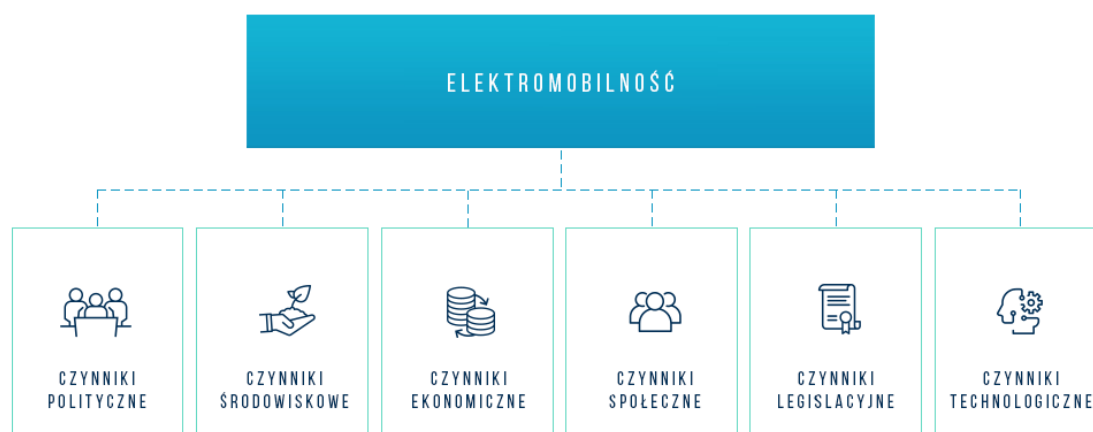 ELEKTROMOBILNOŚĆ
CZYNNIKI
POLITYCZNE
CZYNNIKI
ŚRODOWISKOWE
CZYNNIKI
EKONOMICZNE
CZYNNIKI
SPOŁECZNE
CZYNNIKI
LEGISLACYJNE
CZYNNIKI
TECHNOLOGICZNE